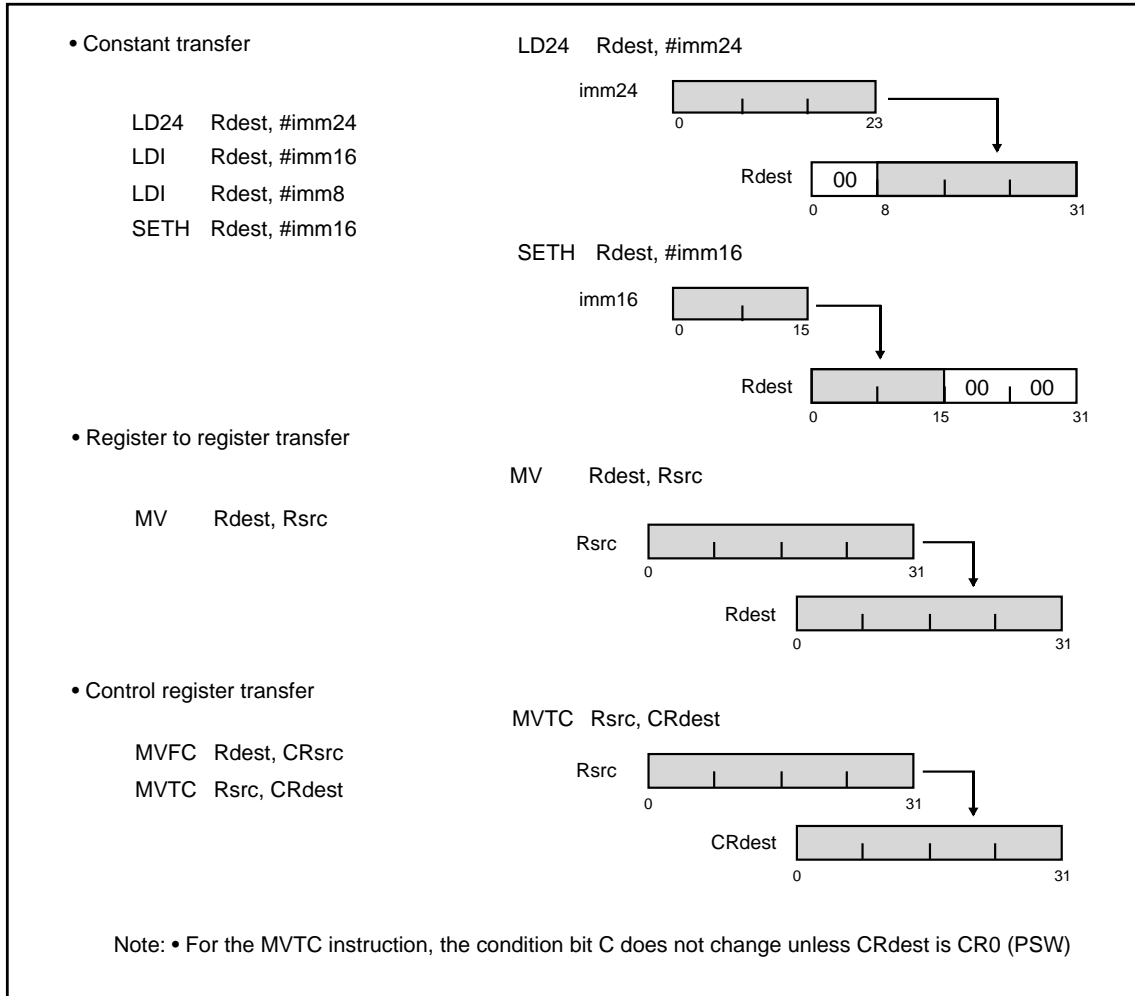 • Constant transfer
LD24 Rdest, #imm24
LDI Rdest, #imm16
LDI Rdest, #imm8
SETH Rdest, #imm16
LD24 Rdest, #imm24
imm24
0 23
Rdest 00
0 8 31
SETH Rdest, #imm16
imm16
0 15
Rdest 00 00
0 15 31
• Register to register transfer
MV Rdest, Rsrc
MV Rdest, Rsrc
Rsrc
0 31
Rdest
0 31
• Control register transfer
MVFC Rdest, CRsrc
MVTC Rsrc, CRdest
MVTC Rsrc, CRdest
Rsrc
0 31
CRdest
0 31
Note: • For the MVTC instruction, the condition bit C does not change unless CRdest is CR0 (PSW)